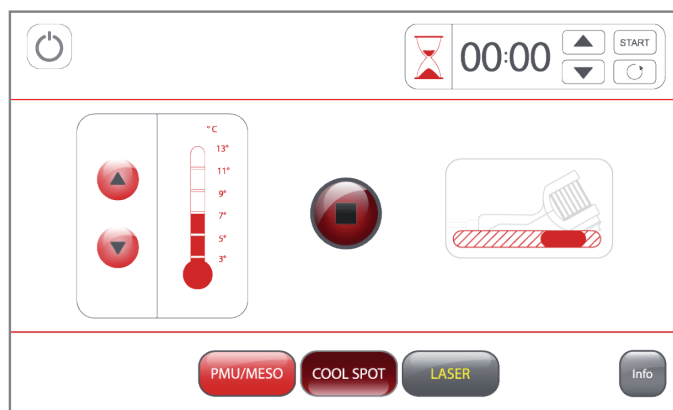 00:00
START
°C
13°
11°
9°
7°
5°
3°
PMU/MESO
COOL SPOT
LASER
Info